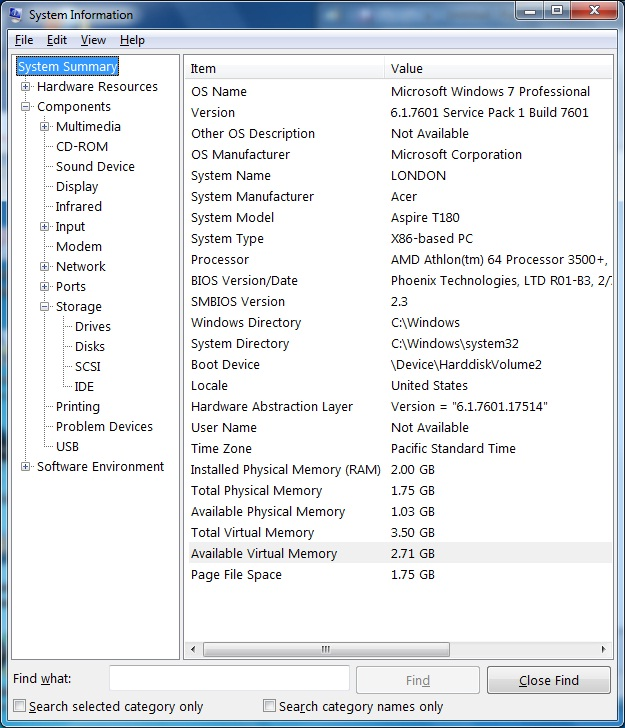 System Information
File Edit View Help
System Summary
Hardware Resources
Components
Multimedia
CD-ROM
Sound Device
Display
Infrared
Input
Modem
Network
Ports
Storage
Drives
Disks
SCSI
IDE
Printing
Problem Devices
USB
Software Environment
Item Value
OS Name Microsoft Windows 7 Professional
Version 6.1.7601 Service Pack 1 Build 7601
Other OS Description Not Available
OS Manufacturer Microsoft Corporation
System Name LONDON
System Manufacturer Acer
System Model Aspire T180
System Type X86-based PC
Processor AMD Athlon(tm) 64 Processor 3500+,
BIOS Version/Date Phoenix Technologies, LTD R01-B3, 2/
SMBIOS Version 2.3
Windows Directory C:\Windows
System Directory C:\Windows\system32
Boot Device \Device\HarddiskVolume2
Locale United States
Hardware Abstraction Layer Version = "6.1.7601.17514"
User Name Not Available
Time Zone Pacific Standard Time
Installed Physical Memory (RAM) 2.00 GB
Total Physical Memory 1.75 GB
Available Physical Memory 1.03 GB
Total Virtual Memory 3.50 GB
Available Virtual Memory 2.71 GB
Page File Space 1.75 GB
Find what: Find Close Find
Search selected category only Search category names only